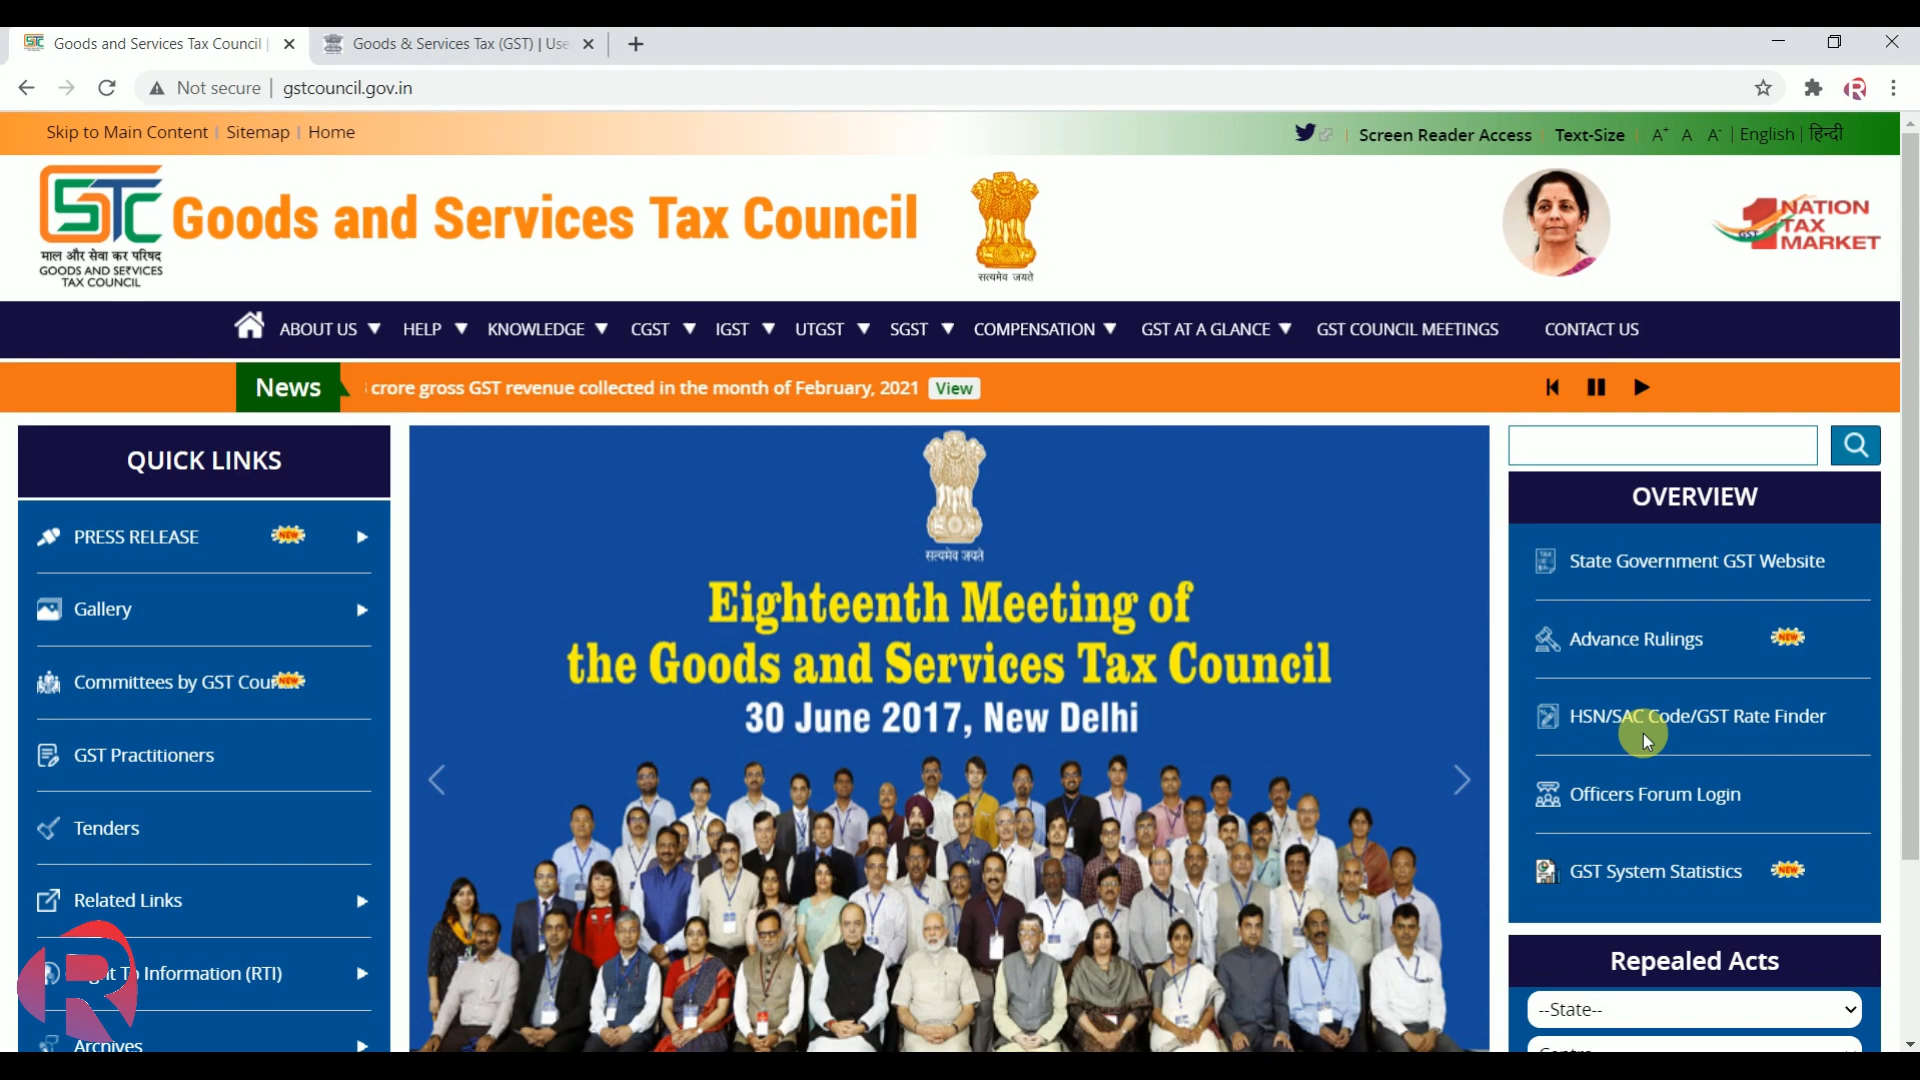 Goods and Services Tax Council |
Goods & Services Tax (GST) | Use
Not secure | gstcouncil.gov.in
Skip to Main Content | Sitemap | Home
Screen Reader Access | Text-Size | A+ A A- | English | हिन्दी
माल और सेवा कर परिषद
GOODS AND SERVICES
TAX COUNCIL
Goods and Services Tax Council
सत्यमेव जयते
GST
1 NATION
TAX
MARKET
ABOUT US ▼ HELP ▼ KNOWLEDGE ▼ CGST ▼ IGST ▼ UTGST ▼ SGST ▼ COMPENSATION ▼ GST AT A GLANCE ▼ GST COUNCIL MEETINGS CONTACT US
News
crore gross GST revenue collected in the month of February, 2021 View
QUICK LINKS
PRESS RELEASE NEW
Gallery
Committees by GST Cou NEW
GST Practitioners
Tenders
Related Links
Information (RTI)
Archives
सत्यमेव जयते
Eighteenth Meeting of
the Goods and Services Tax Council
30 June 2017, New Delhi
OVERVIEW
State Government GST Website
Advance Rulings NEW
HSN/SAC Code/GST Rate Finder
Officers Forum Login
GST System Statistics NEW
Repealed Acts
--State--
R